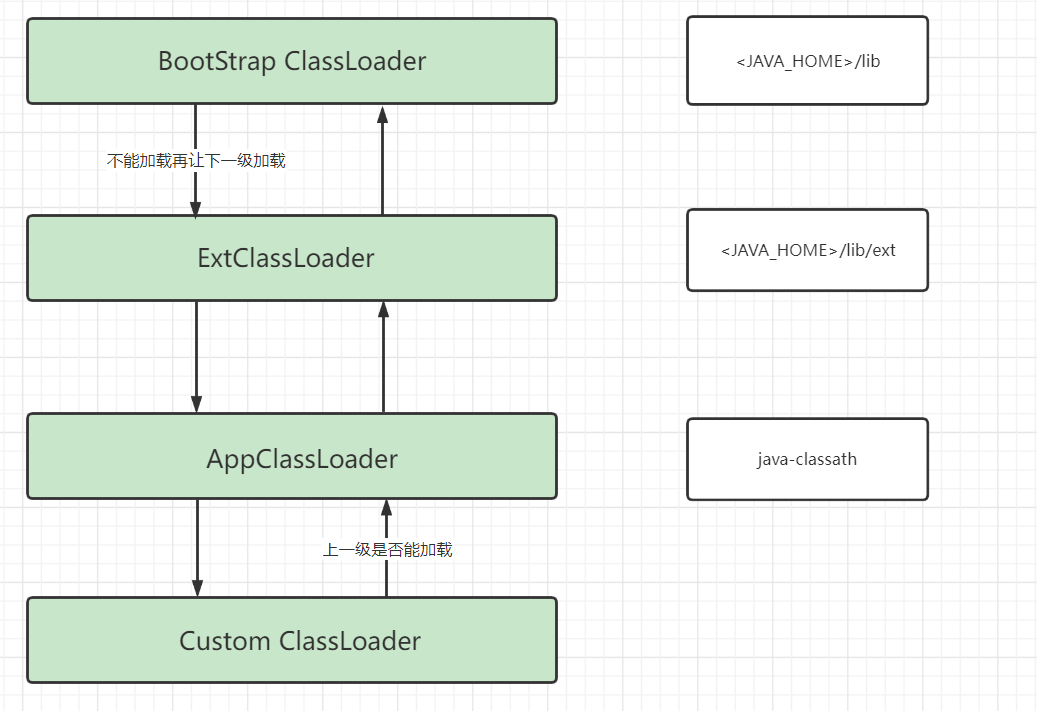 BootStrap ClassLoader
<JAVA_HOME>/lib
不能加载再让下一级加载
ExtClassLoader
<JAVA_HOME>/lib/ext
AppClassLoader
java-classath
上一级是否能加载
Custom ClassLoader